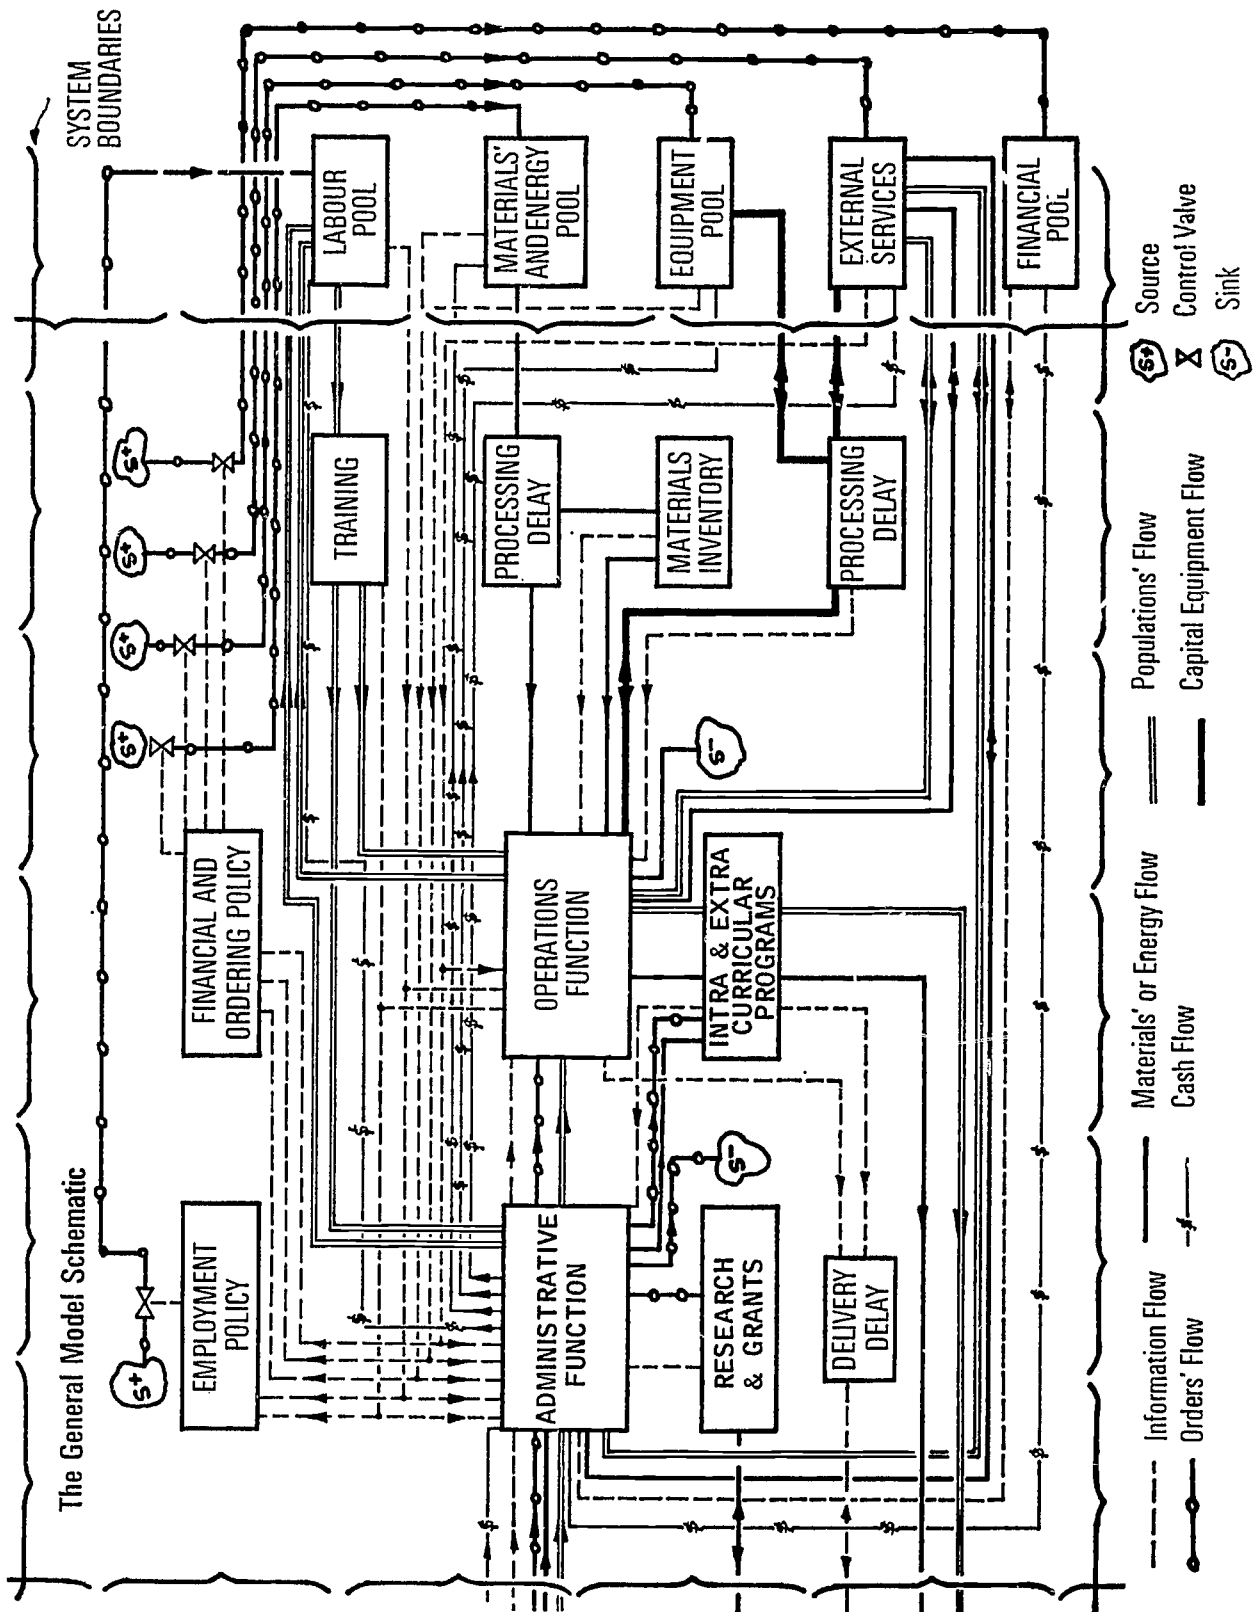 The General Model Schematic
SYSTEM
BOUNDARIES
S+
S+
S+
S+
S+
EMPLOYMENT
POLICY
FINANCIAL AND
ORDERING POLICY
LABOUR
POOL
TRAINING
MATERIALS'
AND ENERGY
POOL
PROCESSING
DELAY
EQUIPMENT
POOL
MATERIALS
INVENTORY
EXTERNAL
SERVICES
PROCESSING
DELAY
FINANCIAL
POOL
ADMINISTRATIVE
FUNCTION
OPERATIONS
FUNCTION
S-
S-
RESEARCH
& GRANTS
INTRA & EXTRA
CURRICULAR
PROGRAMS
DELIVERY
DELAY
Information Flow
Orders' Flow
Materials' or Energy Flow
$ Cash Flow
Populations' Flow
Capital Equipment Flow
S+ Source
Control Valve
S- Sink